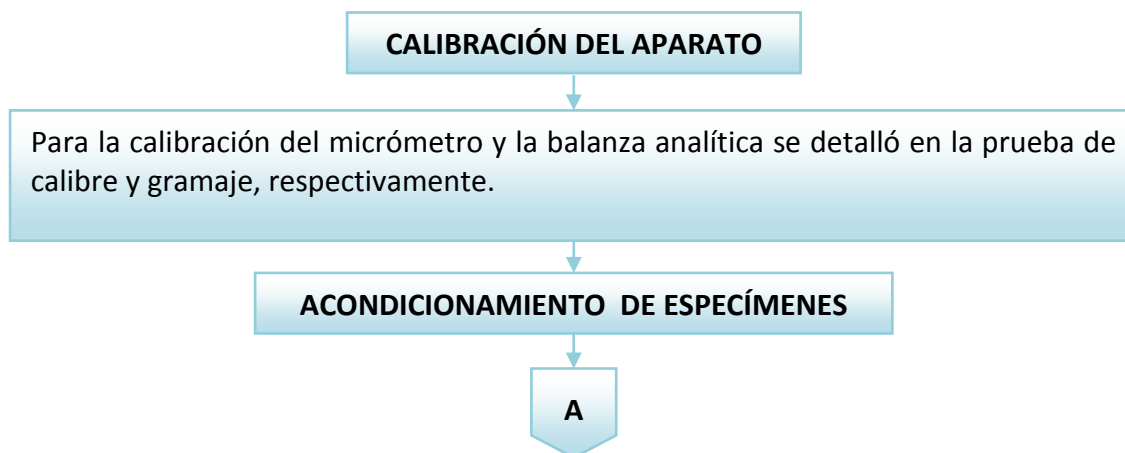 CALIBRACIÓN DEL APARATO
Para la calibración del micrómetro y la balanza analítica se detalló en la prueba de
calibre y gramaje, respectivamente.
ACONDICIONAMIENTO DE ESPECÍMENES
A